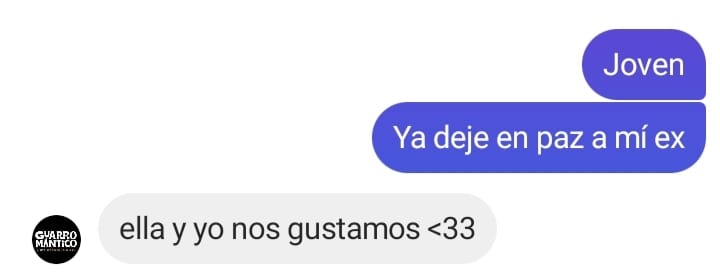 Joven
Ya deje en paz a mí ex
ella y yo nos gustamos <33
GUARRO
MÁNTICO